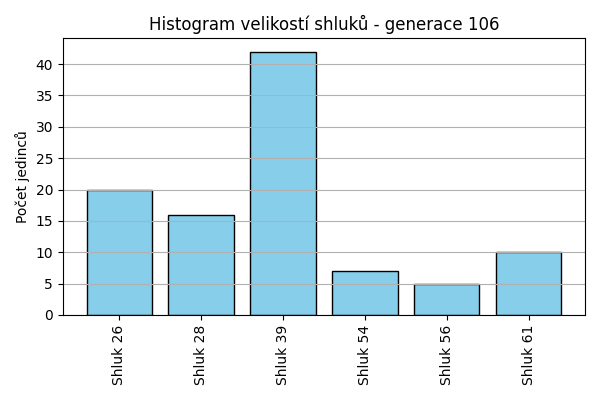 Histogram velikostí shluků - generace 106
Počet jedinců
40
35
30
25
20
15
10
5
0
Shluk 26
Shluk 28
Shluk 39
Shluk 54
Shluk 56
Shluk 61